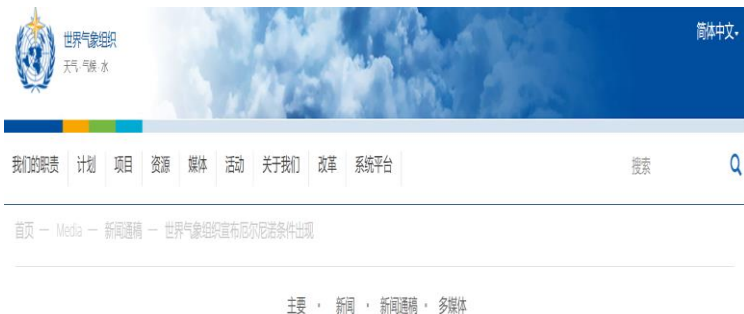 世界气象组织
天气·气候·水
简体中文
我们的职责 计划 项目 资源 媒体 活动 关于我们 改革 系统平台 搜索
首页 — Media — 新闻通稿 — 世界气象组织宣布厄尔尼诺条件出现
主要 · 新闻 · 新闻通稿 · 多媒体